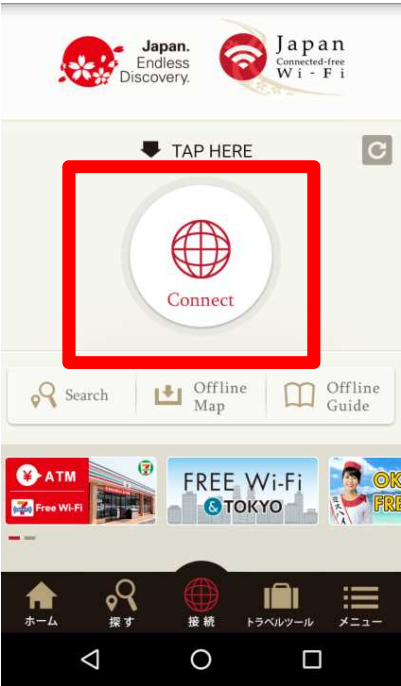 Japan.
Endless
Discovery.
Japan
Connected-free
Wi-Fi
TAP HERE
Connect
Search
Offline
Map
Offline
Guide
ATM
Free Wi-Fi
FREE Wi-Fi
& TOKYO
OK
FRE
ホーム
探す
接続
トラベルツール
メニュー